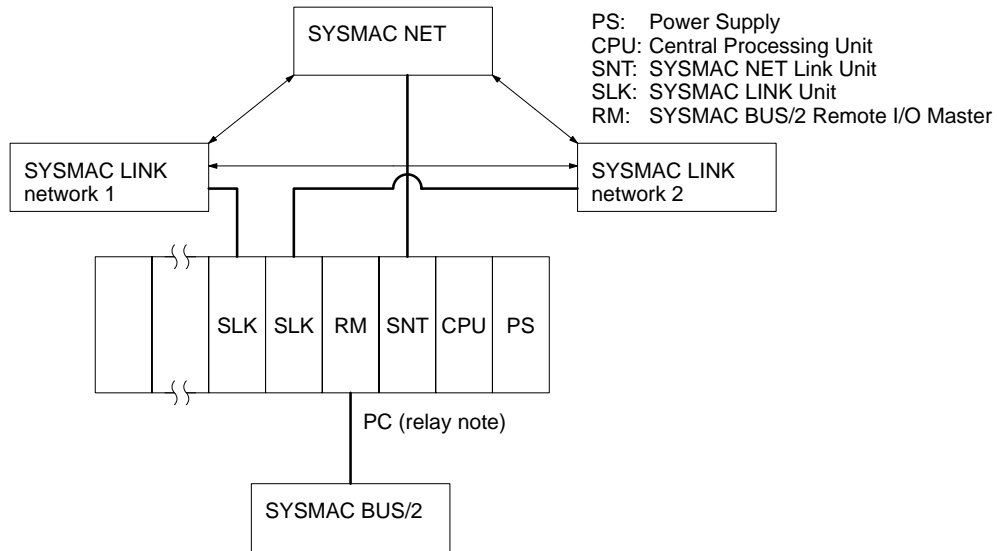 SYSMAC NET
PS: Power Supply
CPU: Central Processing Unit
SNT: SYSMAC NET Link Unit
SLK: SYSMAC LINK Unit
RM: SYSMAC BUS/2 Remote I/O Master
SYSMAC LINK
network 1
SYSMAC LINK
network 2
SLK SLK RM SNT CPU PS
PC (relay note)
SYSMAC BUS/2